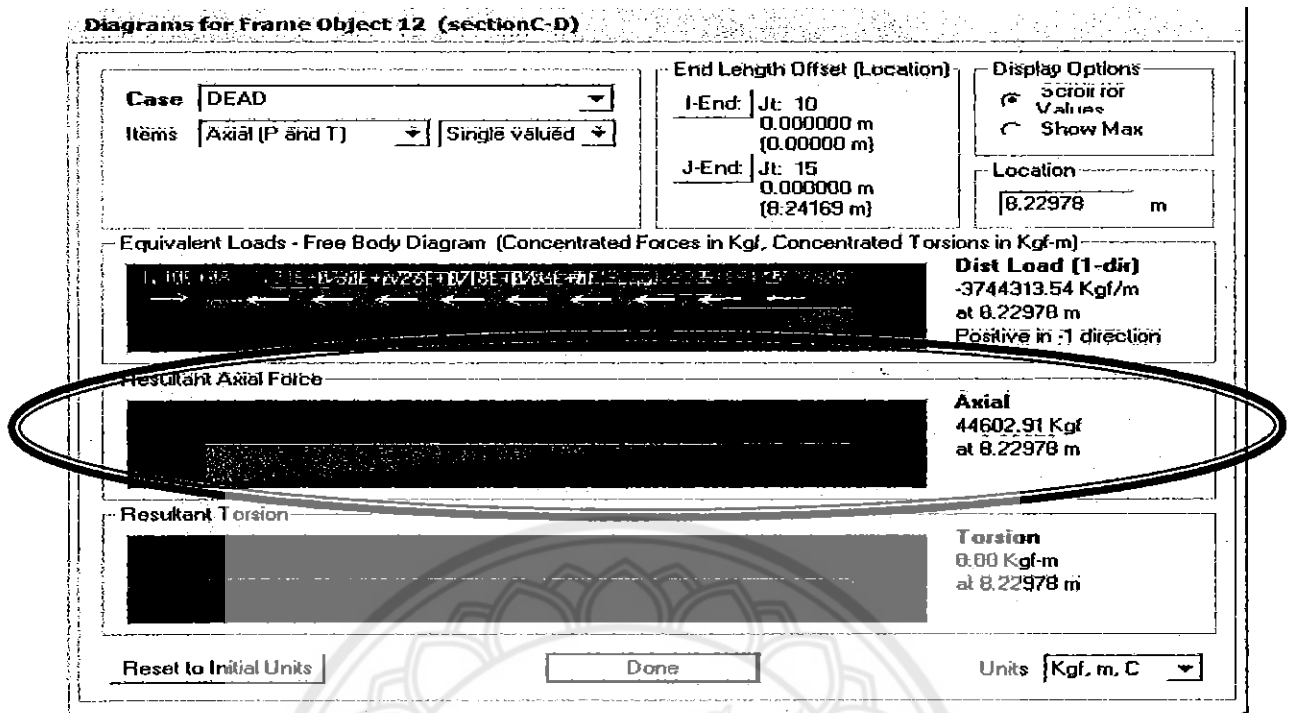 Diagrams for Frame Object 12 (sectionC-D)
Case DEAD
Items Axial (P and T) Single valued
End Length Offset (Location)
I-End: Jt: 10
0.000000 m
(0.00000 m)
J-End: Jt: 15
0.000000 m
(8.24169 m)
Display Options
Scroll for
Values
Show Max
Location
8.22978 m
Equivalent Loads - Free Body Diagram (Concentrated Forces in Kgf, Concentrated Torsions in Kgf-m)
Dist Load (1-dir)
-3744313.54 Kgf/m
at 8.22978 m
Positive in -1 direction
Resultant Axial Force
Axial
44602.91 Kgf
at 8.22978 m
Resultant Torsion
Torsion
0.00 Kgf-m
at 8.22978 m
Reset to Initial Units
Done
Units Kgf, m, C